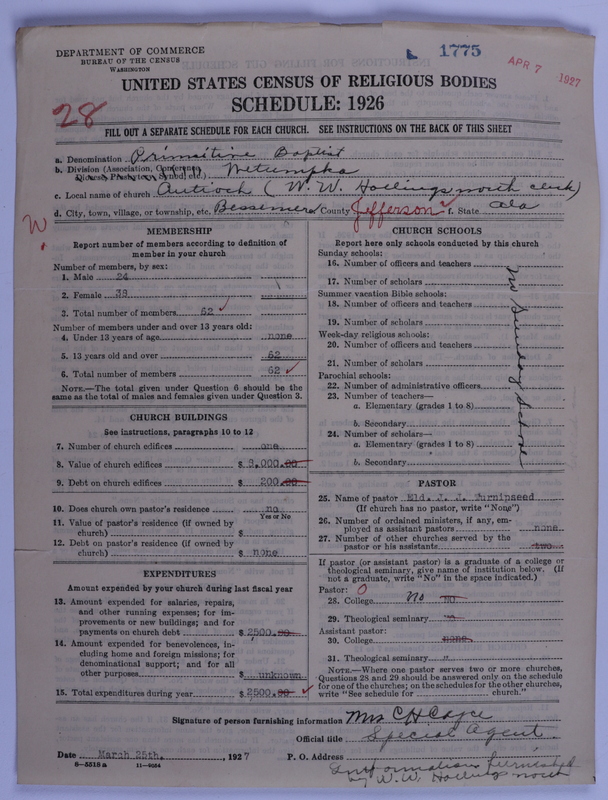 DEPARTMENT OF COMMERCE
BUREAU OF THE CENSUS
WASHINGTON
1775
APR 7 1927
UNITED STATES CENSUS OF RELIGIOUS BODIES
SCHEDULE: 1926
28
FILL OUT A SEPARATE SCHEDULE FOR EACH CHURCH. SEE INSTRUCTIONS ON THE BACK OF THIS SHEET
a. Denomination Primitive Baptist
b. Division (Association, Conference, Diocese, Presbytery, Synod, etc.) Wetumpka
c. Local name of church Antioch (W. W. Hollingsworth clerk)
d. City, town, village, or township, etc. Bessemer County Jefferson f. State Ala
W
MEMBERSHIP
Report number of members according to definition of
member in your church
Number of members, by sex:
1. Male 24
2. Female 38
3. Total number of members 62
Number of members under and over 13 years old:
4. Under 13 years of age none
5. 13 years old and over 62
6. Total number of members 62
NOTE.—The total given under Question 6 should be the
same as the total of males and females given under Question 3.
CHURCH BUILDINGS
See instructions, paragraphs 10 to 12
7. Number of church edifices one
8. Value of church edifices $ 8,000.00
9. Debt on church edifices $ 200.00
10. Does church own pastor's residence no
Yes or No
11. Value of pastor's residence (if owned by
church) $
12. Debt on pastor's residence (if owned by
church) $ none
EXPENDITURES
Amount expended by your church during last fiscal year
13. Amount expended for salaries, repairs,
and other running expenses; for im-
provements or new buildings; and for
payments on church debt $ 2500.00
14. Amount expended for benevolences, in-
cluding home and foreign missions; for
denominational support; and for all
other purposes $ unknown
15. Total expenditures during year $ 2500.00
CHURCH SCHOOLS
Report here only schools conducted by this church
Sunday schools:
16. Number of officers and teachers
17. Number of scholars
Summer vacation Bible schools:
18. Number of officers and teachers
19. Number of scholars
Week-day religious schools:
20. Number of officers and teachers
21. Number of scholars
Parochial schools:
22. Number of administrative officers
23. Number of teachers—
a. Elementary (grades 1 to 8)
b. Secondary
24. Number of scholars—
a. Elementary (grades 1 to 8)
b. Secondary
No Sunday School
PASTOR
25. Name of pastor Eld. J. J. Turnipseed
(If church has no pastor, write "None")
26. Number of ordained ministers, if any, em-
ployed as assistant pastors none
27. Number of other churches served by the
pastor or his assistants two
If pastor (or assistant pastor) is a graduate of a college or
theological seminary, give name of institution below. (If
not a graduate, write "No" in the space indicated.)
Pastor: 0
28. College No no
29. Theological seminary "
Assistant pastor:
30. College none
31. Theological seminary "
NOTE.—Where one pastor serves two or more churches,
Questions 28 and 29 should be answered only on the schedule
for one of the churches; on the schedules for the other churches,
write "See schedule for church."
Signature of person furnishing information Mrs C H Cayce
Official title Special Agent.
Date March 25th, 1927 P. O. Address
Information furnished
by W. W. Hollingsworth
8—5518 a 11—9054